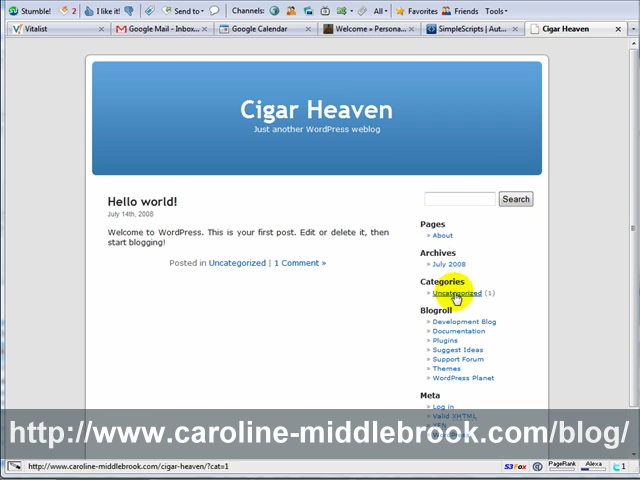 Stumble! 2 I like it! Send to Channels: All Favorites Friends Tools
Vitalist Google Mail - Inbox... Google Calendar Welcome » Persona... SimpleScripts | Aut... Cigar Heaven
Cigar Heaven
Just another WordPress weblog
Hello world!
July 14th, 2008
Welcome to WordPress. This is your first post. Edit or delete it, then
start blogging!
Posted in Uncategorized | 1 Comment »
Search
Pages
» About
Archives
» July 2008
Categories
» Uncategorized (1)
Blogroll
» Development Blog
» Documentation
» Plugins
» Suggest Ideas
» Support Forum
» Themes
» WordPress Planet
Meta
» Log in
» Valid XHTML
» XFN
» WordPress
http://www.caroline-middlebrook.com/blog/
http://www.caroline-middlebrook.com/cigar-heaven/?cat=1 S3Fox PageRank Alexa 1